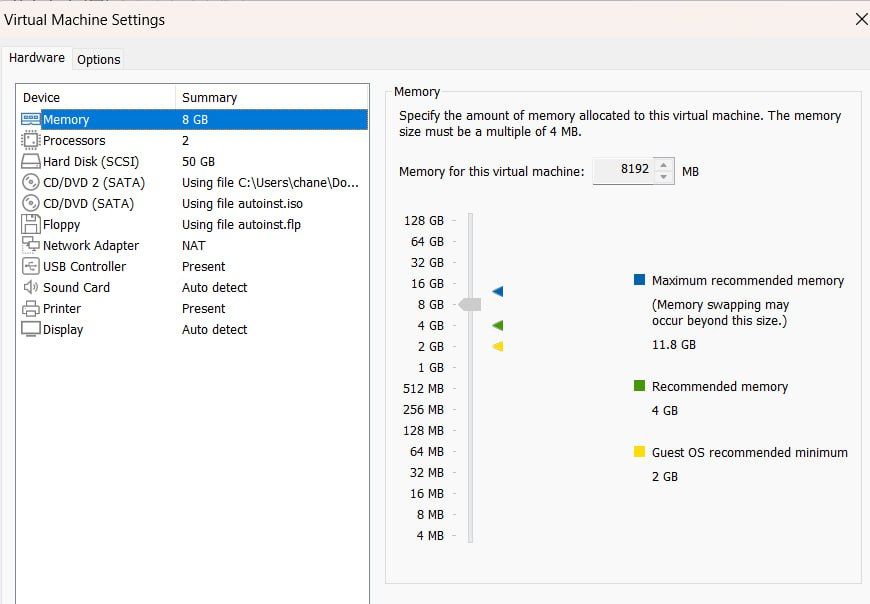 Virtual Machine Settings
Hardware Options
Device Summary
Memory 8 GB
Processors 2
Hard Disk (SCSI) 50 GB
CD/DVD 2 (SATA) Using file C:\Users\chane\Do...
CD/DVD (SATA) Using file autoinst.iso
Floppy Using file autoinst.flp
Network Adapter NAT
USB Controller Present
Sound Card Auto detect
Printer Present
Display Auto detect
Memory
Specify the amount of memory allocated to this virtual machine. The memory
size must be a multiple of 4 MB.
Memory for this virtual machine: 8192 MB
128 GB
64 GB
32 GB
16 GB
8 GB
4 GB
2 GB
1 GB
512 MB
256 MB
128 MB
64 MB
32 MB
16 MB
8 MB
4 MB
Maximum recommended memory
(Memory swapping may
occur beyond this size.)
11.8 GB
Recommended memory
4 GB
Guest OS recommended minimum
2 GB